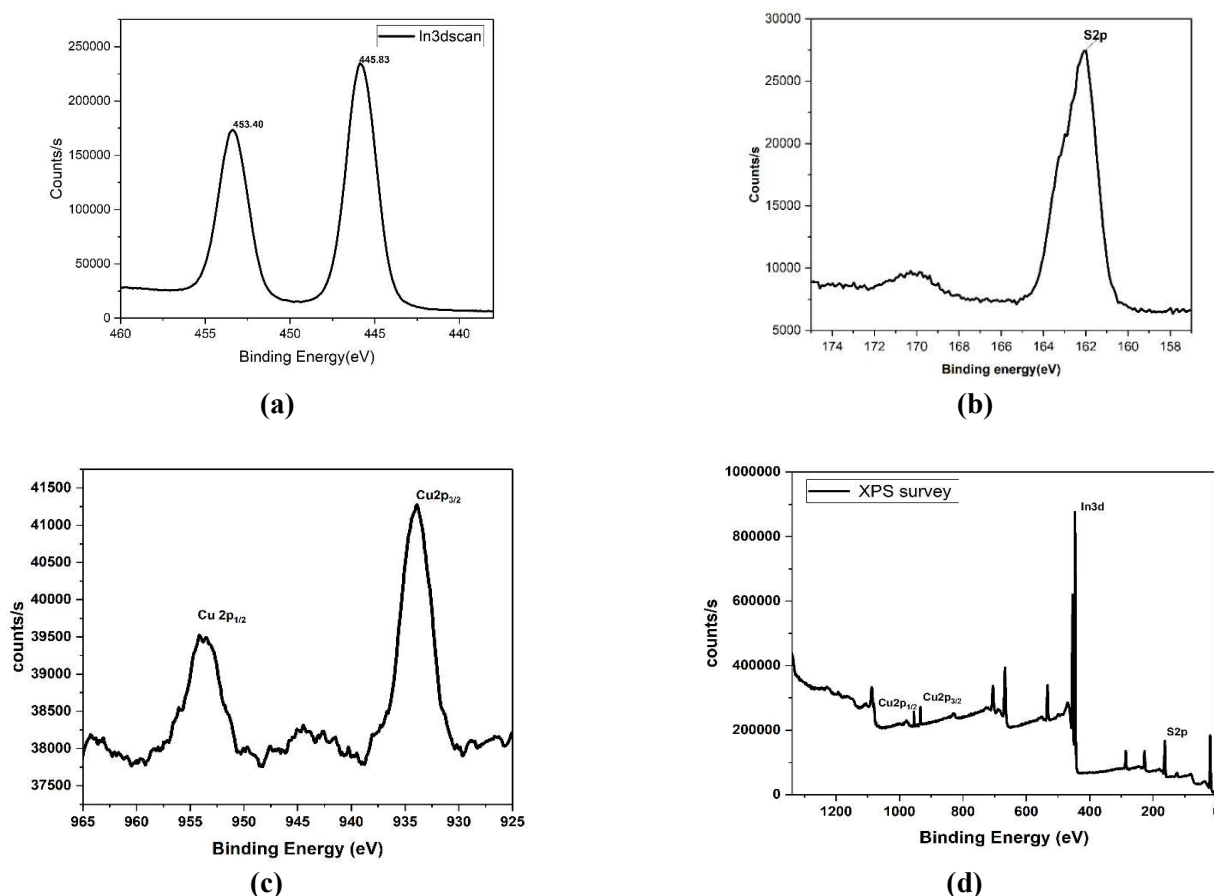 In3dscan
445.83
453.40
250000
200000
150000
100000
50000
0
460 455 450 445 440
Counts/s
Binding Energy(eV)
(a)
S2p
30000
25000
20000
15000
10000
5000
174 172 170 168 166 164 162 160 158
Counts/s
Binding energy(eV)
(b)
Cu2p3/2
Cu 2p1/2
41500
41000
40500
40000
39500
39000
38500
38000
37500
965 960 955 950 945 940 935 930 925
counts/s
Binding Energy (eV)
(c)
XPS survey
In3d
Cu2p1/2
Cu2p3/2
S2p
1000000
800000
600000
400000
200000
0
1200 1000 800 600 400 200
counts/s
Binding Energy (eV)
(d)